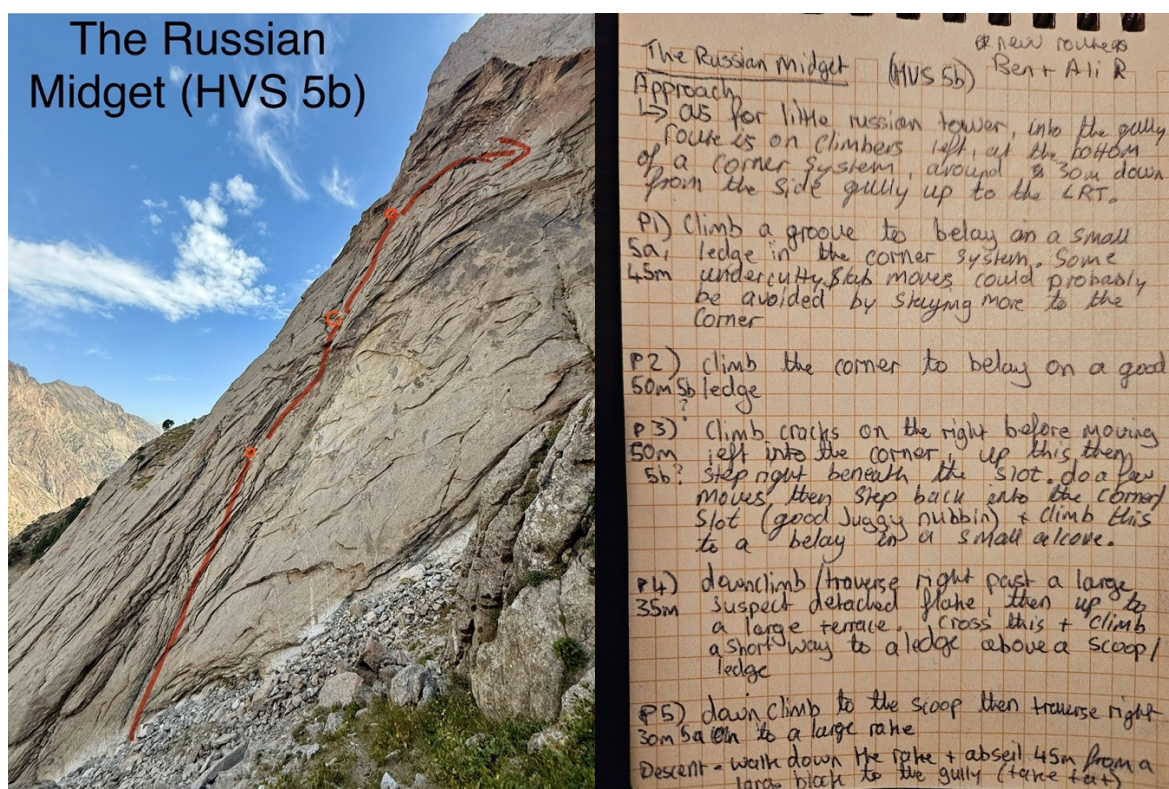 The Russian
Midget (HVS 5b)
The Russian Midget (HVS 5b)
new routers
Ben + Ali R
Approach
↳ as for little russian tower, into the gully
route is on climbers left, at the bottom
of a corner system, around 30m down
from the side gully up to the LRT.
P1) climb a groove to belay on a small
5a, ledge in the corner system. Some
45m undercutty slab moves could probably
be avoided by staying more to the
corner
P2) climb the corner to belay on a good
50m 5b ledge
?
P3) climb cracks on the right before moving
50m left into the corner, up this then
5b? step right beneath the slot. do a few
moves then step back into the corner/
slot (good juggy nubbin) + climb this
to a belay in a small alcove.
P4) downclimb/traverse right past a large
35m suspect detached flake, then up to
a large terrace. Cross this + climb
a short way to a ledge above a scoop/
ledge
P5) down climb to the scoop then traverse right
30m 5a on to a large rake
Descent - walk down the rake + abseil 45m from a
large block to the gully (take tat)